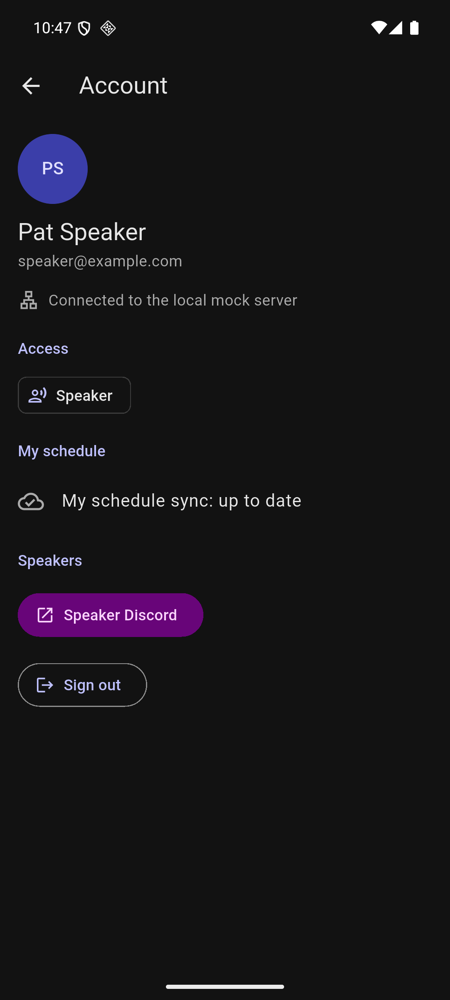 10:47
Account
PS
Pat Speaker
speaker@example.com
Connected to the local mock server
Access
Speaker
My schedule
My schedule sync: up to date
Speakers
Speaker Discord
Sign out